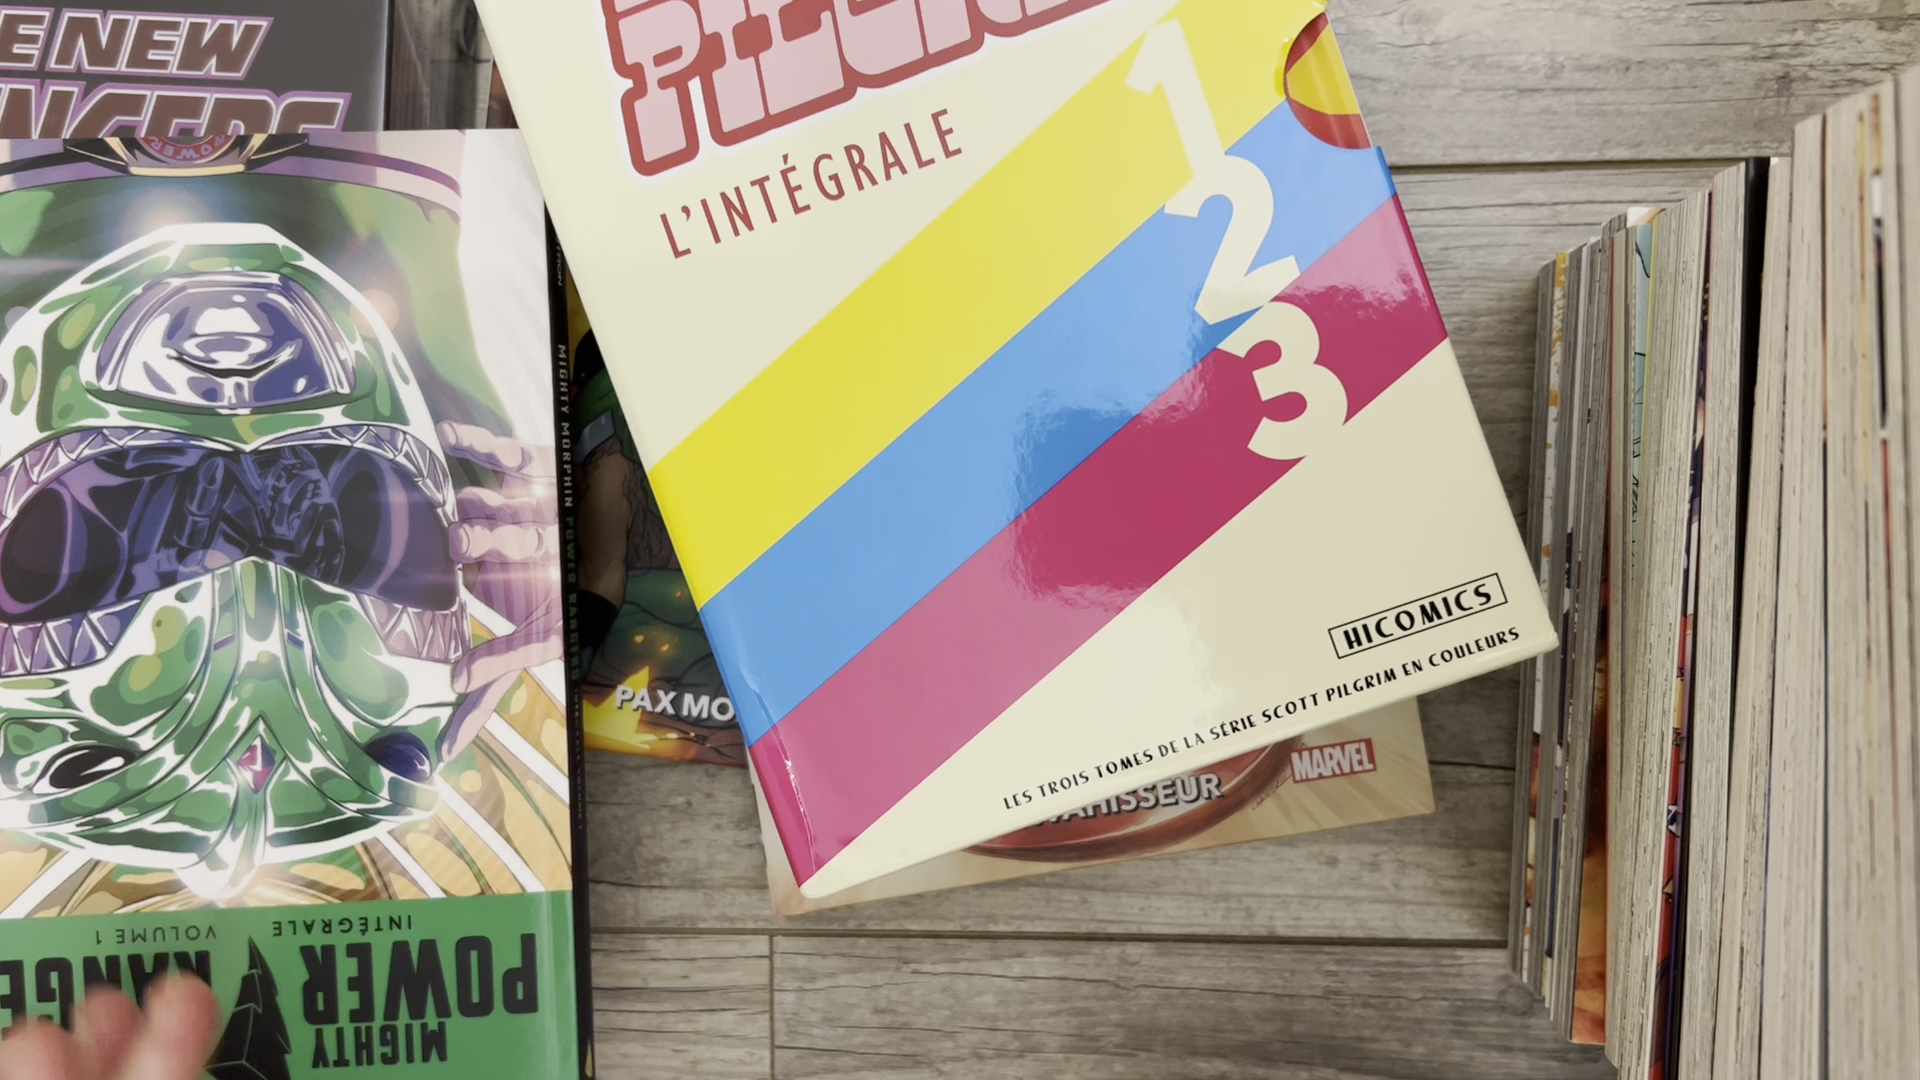 E NEW
PILGRIM
L'INTÉGRALE
1
2
3
HICOMICS
LES TROIS TOMES DE LA SÉRIE SCOTT PILGRIM EN COULEURS
MARVEL
PAX MO
MIGHTY MORPHIN POWER RANGERS
MIGHTY
POWER
INTÉGRALE
VOLUME 1